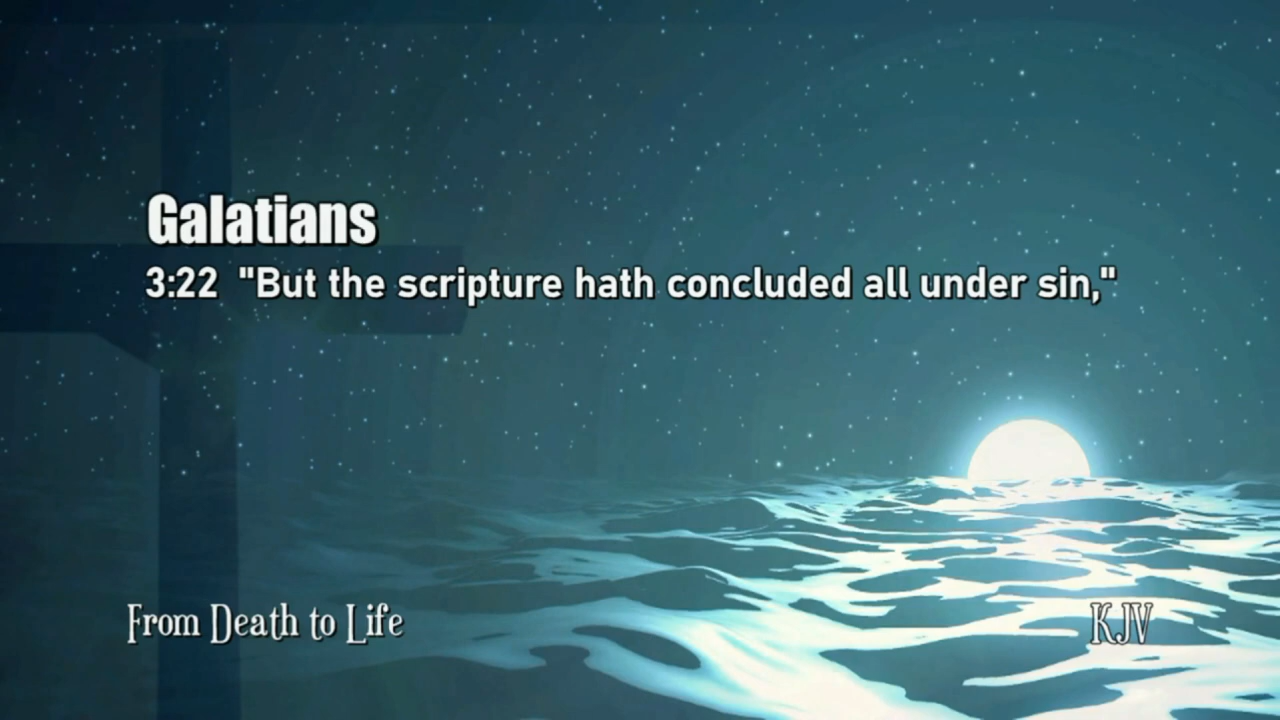 Galatians
3:22 "But the scripture hath concluded all under sin,"
From Death to Life
KJV